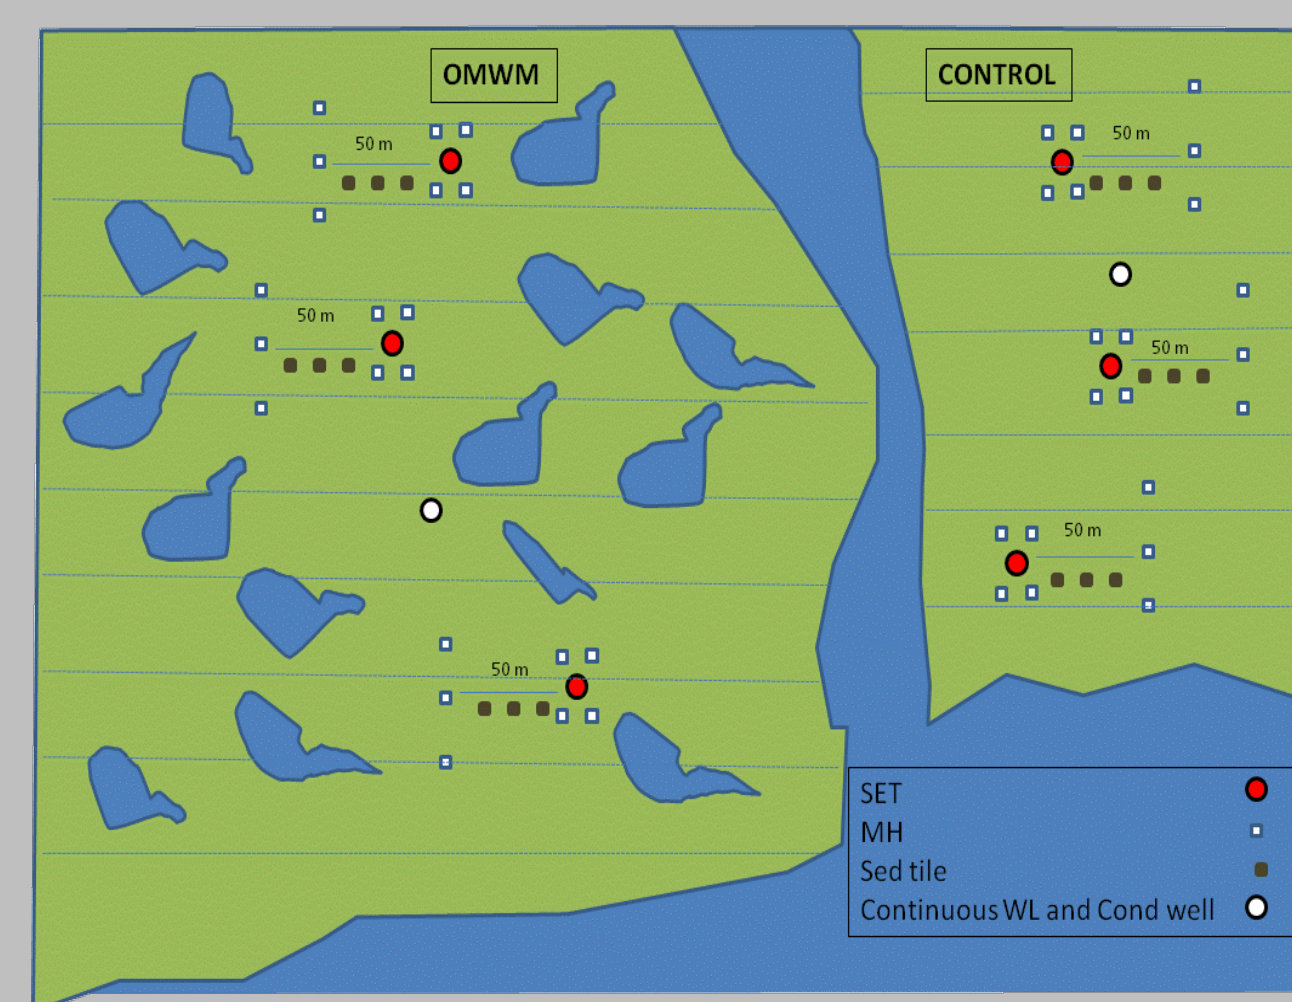 OMWM
CONTROL
50 m
50 m
50 m
50 m
50 m
50 m
SET
MH
Sed tile
Continuous WL and Cond well